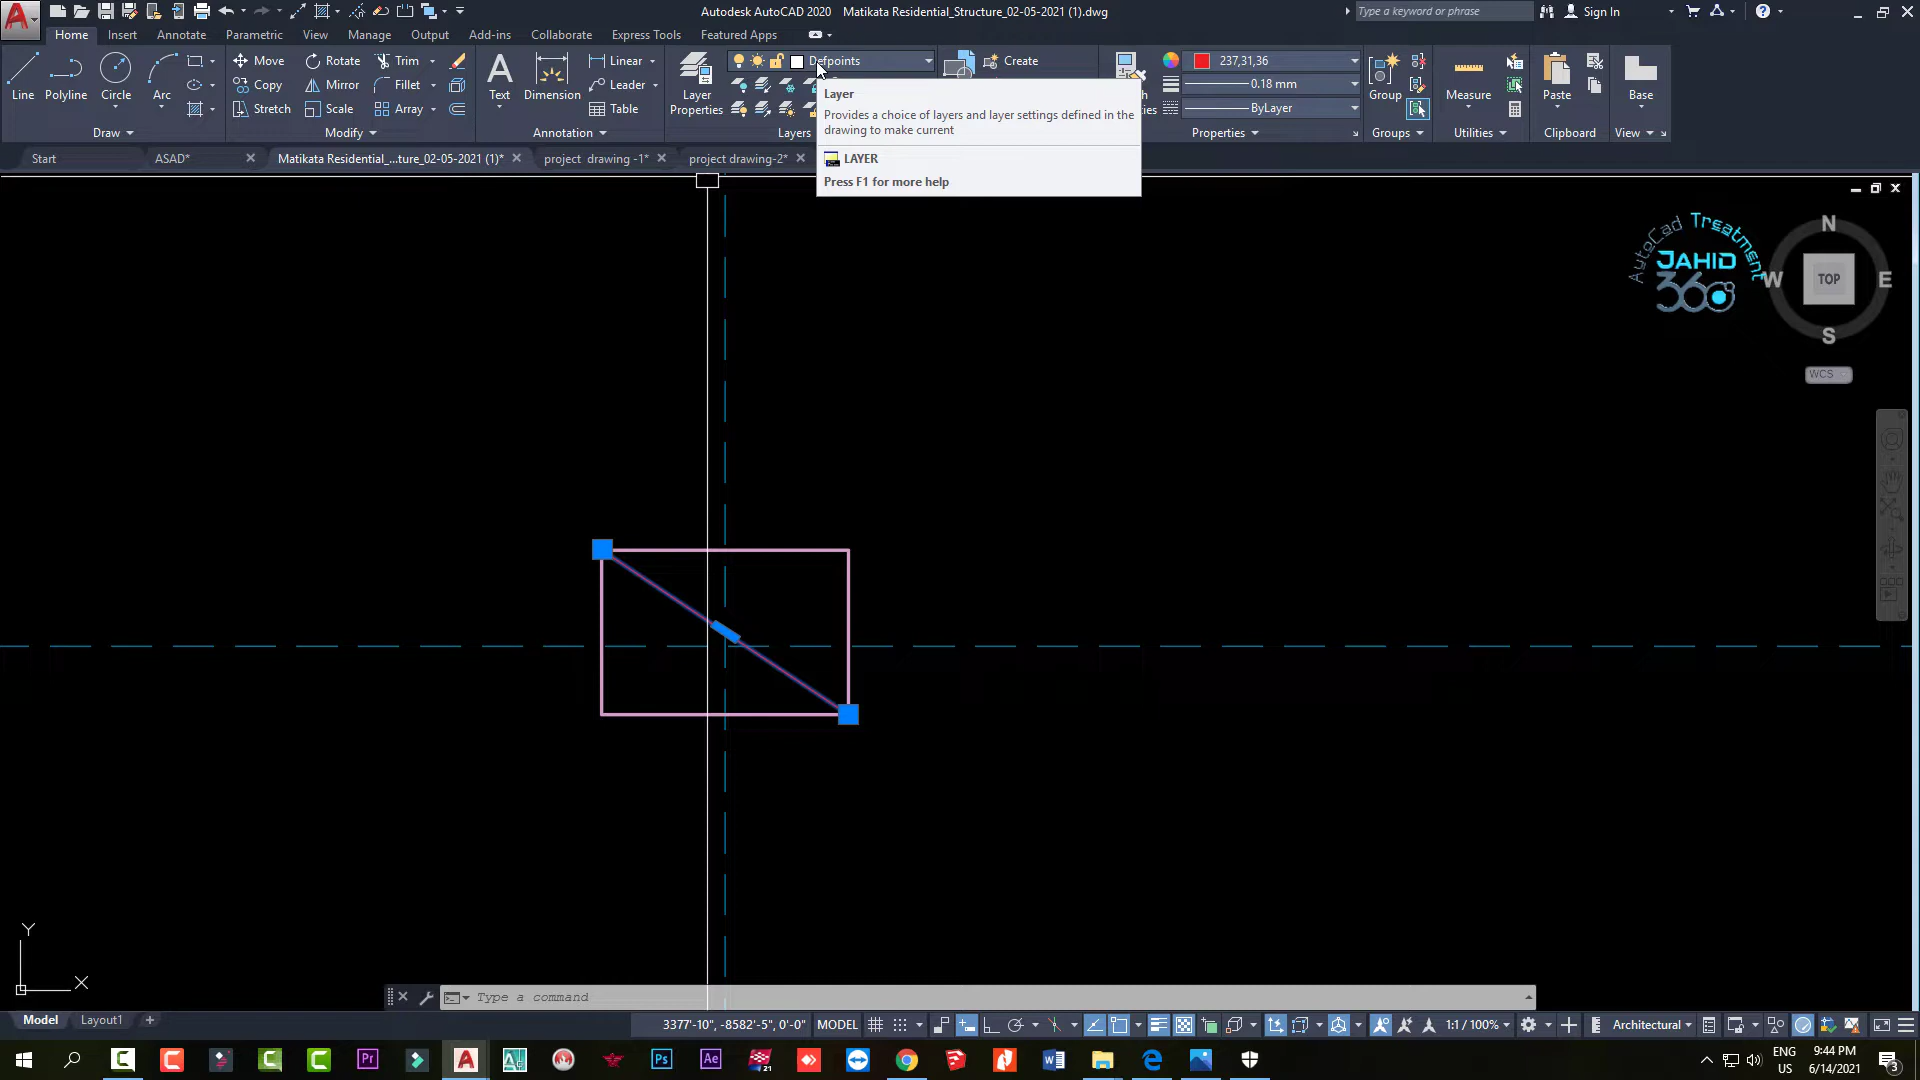 Autodesk AutoCAD 2020 Matikata Residential_Structure_02-05-2021 (1).dwg
Type a keyword or phrase
Sign In
Home Insert Annotate Parametric View Manage Output Add-ins Collaborate Express Tools Featured Apps
Line Polyline Circle Arc
Draw
Move Rotate Trim
Copy Mirror Fillet
Stretch Scale Array
Modify
Text Dimension
Linear
Leader
Table
Annotation
Layer
Properties
Defpoints
Layers
Create
237,31,36
0.18 mm
ByLayer
Properties
Group
Groups
Measure
Utilities
Paste
Clipboard
Base
View
Layer
Provides a choice of layers and layer settings defined in the
drawing to make current
LAYER
Press F1 for more help
Start ASAD* Matikata Residential_...ture_02-05-2021 (1)* project drawing -1* project drawing-2*
AutoCad Treatment
JAHID
360
N
W TOP E
S
WCS
Y
X
Type a command
Model Layout1
3377'-10", -8582'-5", 0'-0" MODEL
1:1 / 100%
Architectural
Pr
Ps
Ae
21
ENG
US
9:44 PM
6/14/2021
3